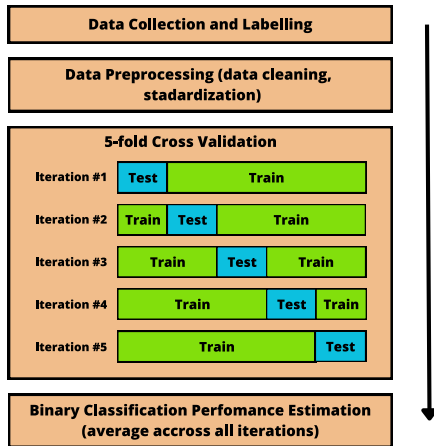 Data Collection and Labelling
Data Preprocessing (data cleaning,
stadardization)
5-fold Cross Validation
Iteration #1 Test Train
Iteration #2 Train Test Train
Iteration #3 Train Test Train
Iteration #4 Train Test Train
Iteration #5 Train Test
Binary Classification Perfomance Estimation
(average accross all iterations)